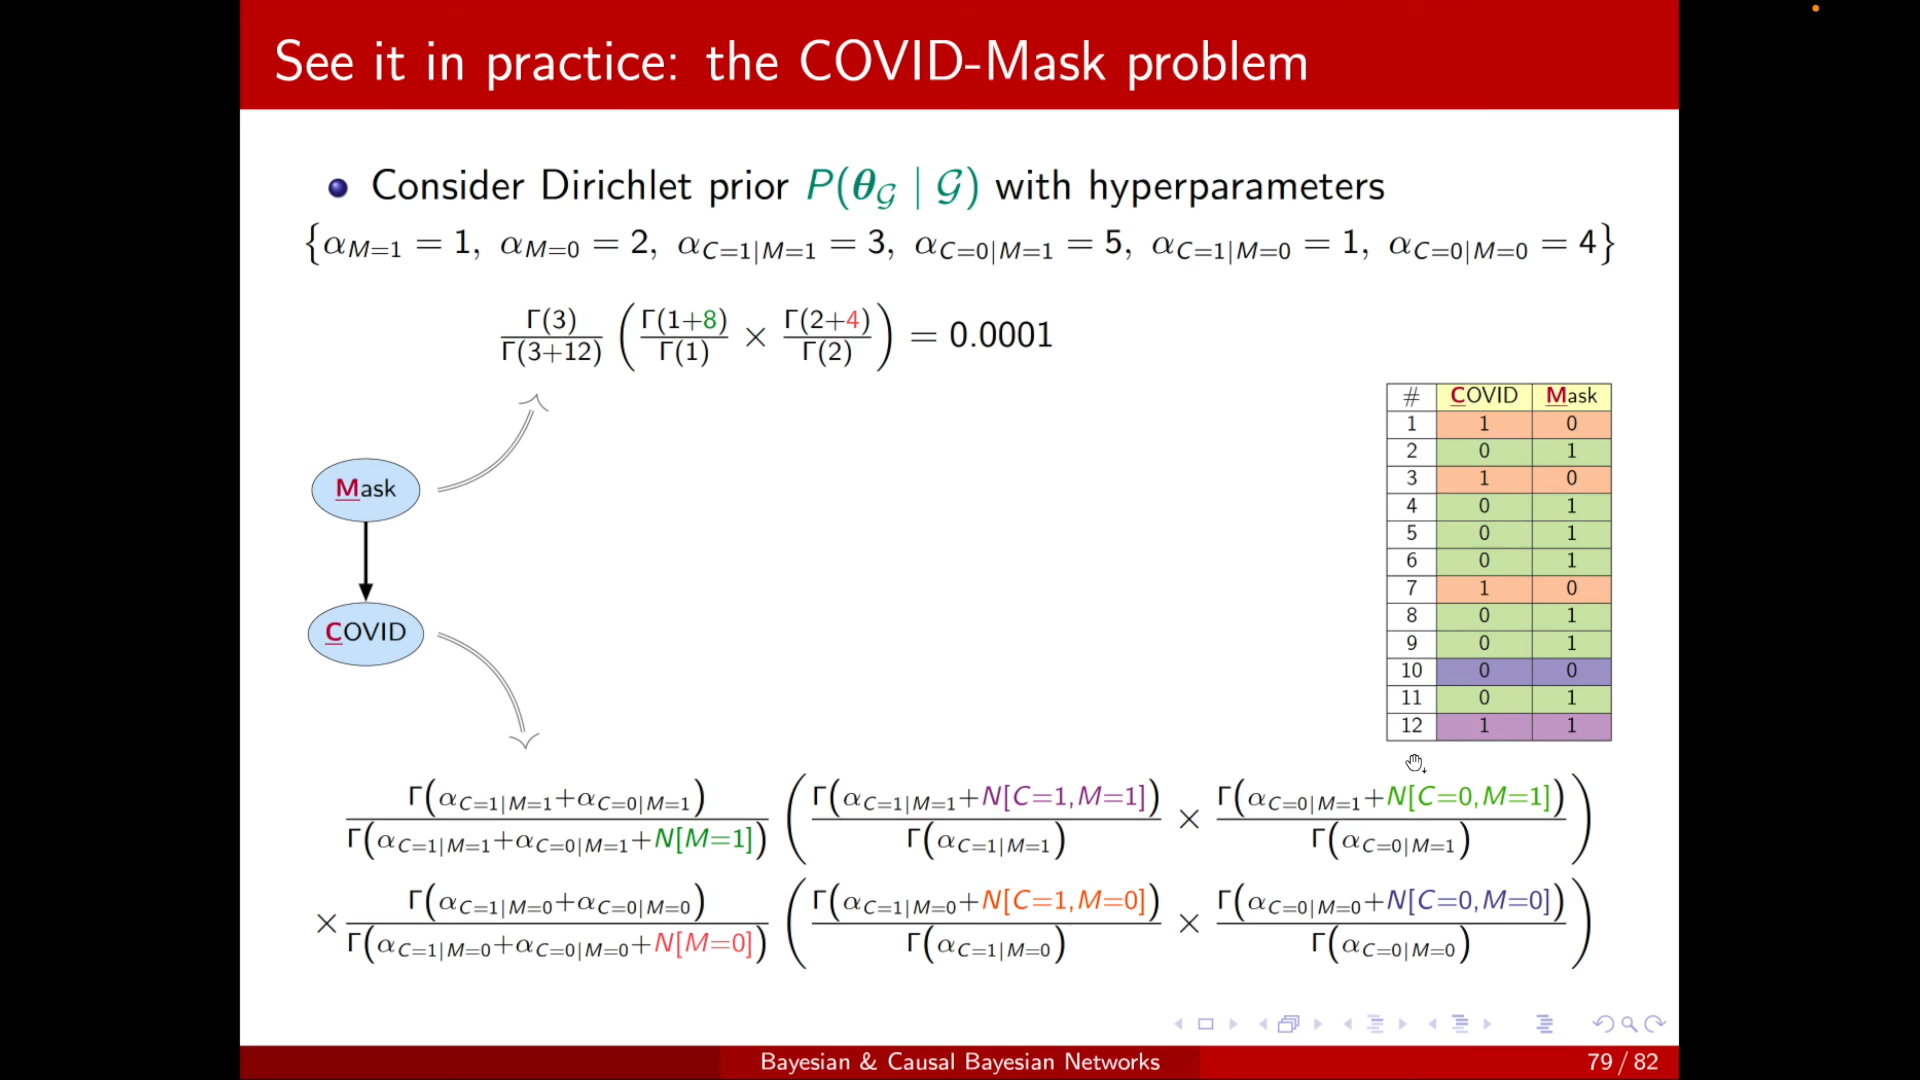 See it in practice: the COVID-Mask problem
Consider Dirichlet prior P(θ_𝒢 | 𝒢) with hyperparameters
{α_{M=1} = 1, α_{M=0} = 2, α_{C=1|M=1} = 3, α_{C=0|M=1} = 5, α_{C=1|M=0} = 1, α_{C=0|M=0} = 4}
Γ(3)/Γ(3+12) (Γ(1+8)/Γ(1) × Γ(2+4)/Γ(2)) = 0.0001
Mask
COVID
# COVID Mask
1 1 0
2 0 1
3 1 0
4 0 1
5 0 1
6 0 1
7 1 0
8 0 1
9 0 1
10 0 0
11 0 1
12 1 1
Γ(α_{C=1|M=1}+α_{C=0|M=1})/Γ(α_{C=1|M=1}+α_{C=0|M=1}+N[M=1]) (Γ(α_{C=1|M=1}+N[C=1,M=1])/Γ(α_{C=1|M=1}) × Γ(α_{C=0|M=1}+N[C=0,M=1])/Γ(α_{C=0|M=1}))
× Γ(α_{C=1|M=0}+α_{C=0|M=0})/Γ(α_{C=1|M=0}+α_{C=0|M=0}+N[M=0]) (Γ(α_{C=1|M=0}+N[C=1,M=0])/Γ(α_{C=1|M=0}) × Γ(α_{C=0|M=0}+N[C=0,M=0])/Γ(α_{C=0|M=0}))
Bayesian & Causal Bayesian Networks
79 / 82